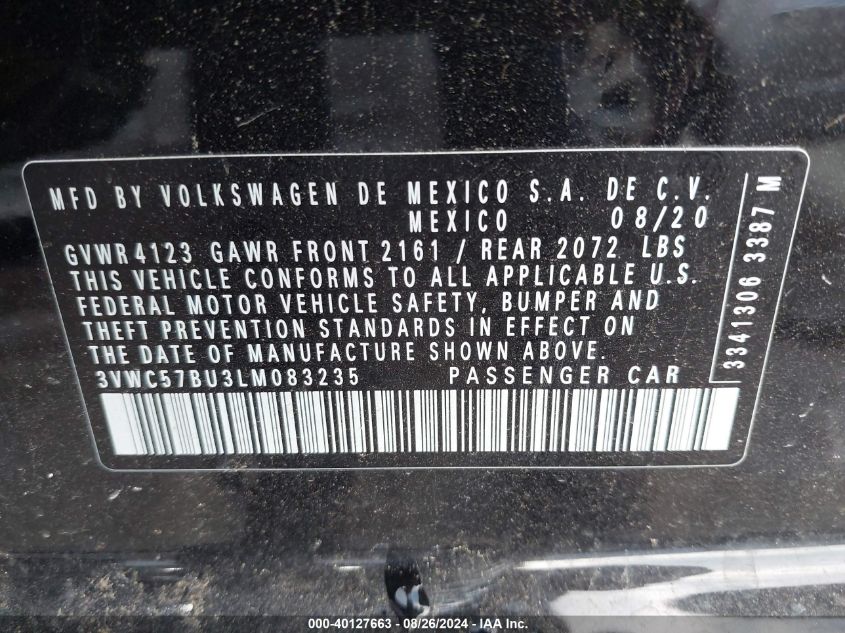 MFD BY VOLKSWAGEN DE MEXICO S.A. DE C.V.
MEXICO 08/20
GVWR 4123 GAWR FRONT 2161 / REAR 2072 LBS
THIS VEHICLE CONFORMS TO ALL APPLICABLE U.S.
FEDERAL MOTOR VEHICLE SAFETY, BUMPER AND
THEFT PREVENTION STANDARDS IN EFFECT ON
THE DATE OF MANUFACTURE SHOWN ABOVE.
3VWC57BU3LM083235 PASSENGER CAR
3341306 3387 M
000-40127663 - 08/26/2024 - IAA Inc.